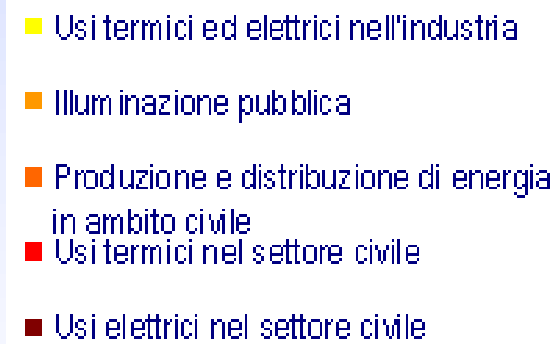 Usi termici ed elettrici nell'industria
Illuminazione pubblica
Produzione e distribuzione di energia
in ambito civile
Usi termici nel settore civile
Usi elettrici nel settore civile